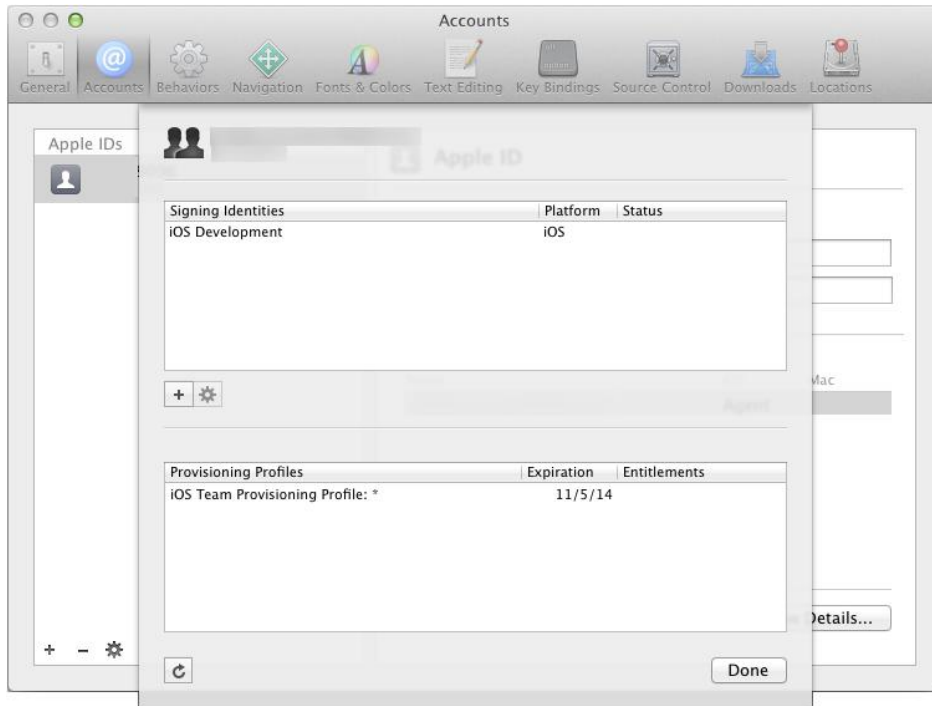 Accounts
General Accounts Behaviors Navigation Fonts & Colors Text Editing Key Bindings Source Control Downloads Locations
Apple IDs
Apple ID
Signing Identities Platform Status
iOS Development iOS
Mac
Agent
Provisioning Profiles Expiration Entitlements
iOS Team Provisioning Profile: * 11/5/14
Details...
Done